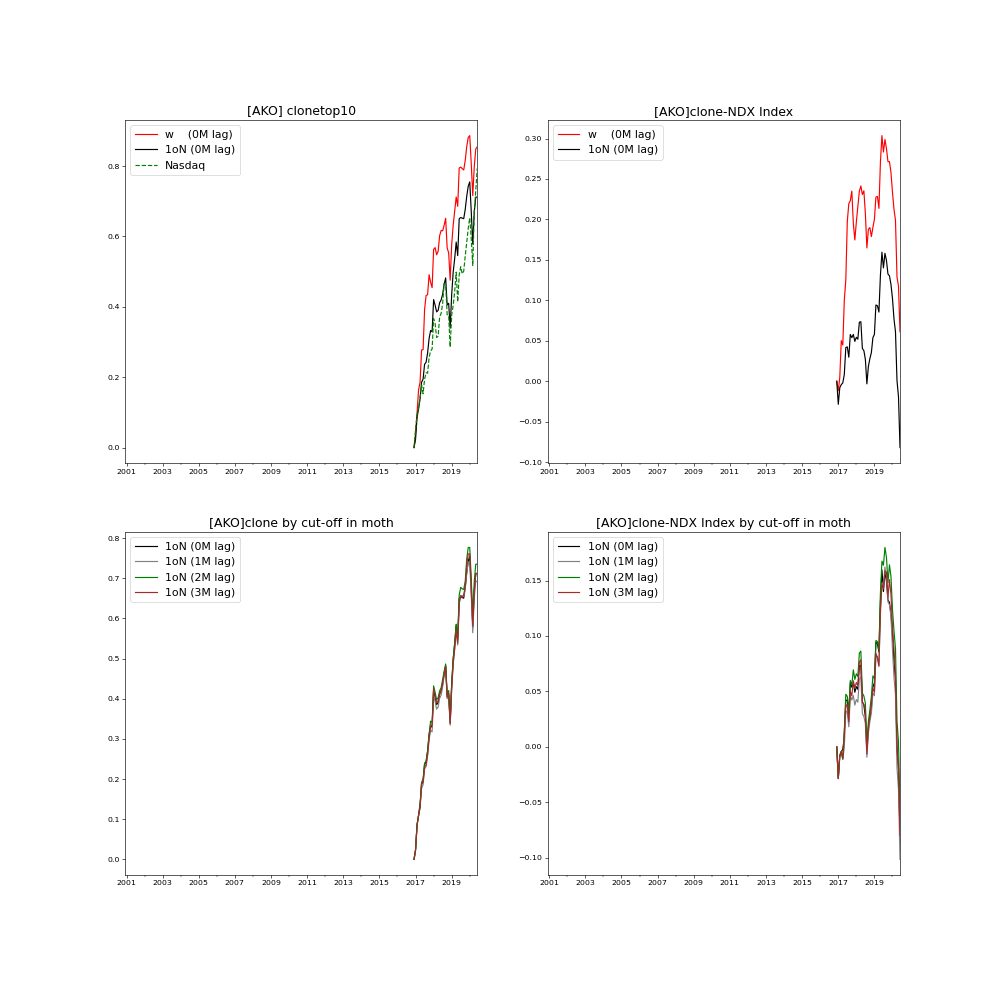 [AKO] clonetop10
w    (0M lag)
1oN (0M lag)
Nasdaq
0.8
0.6
0.4
0.2
0.0
2001 2003 2005 2007 2009 2011 2013 2015 2017 2019
[AKO]clone-NDX Index
w    (0M lag)
1oN (0M lag)
0.30
0.25
0.20
0.15
0.10
0.05
0.00
−0.05
−0.10
2001 2003 2005 2007 2009 2011 2013 2015 2017 2019
[AKO]clone by cut-off in moth
1oN (0M lag)
1oN (1M lag)
1oN (2M lag)
1oN (3M lag)
0.8
0.7
0.6
0.5
0.4
0.3
0.2
0.1
0.0
2001 2003 2005 2007 2009 2011 2013 2015 2017 2019
[AKO]clone-NDX Index by cut-off in moth
1oN (0M lag)
1oN (1M lag)
1oN (2M lag)
1oN (3M lag)
0.15
0.10
0.05
0.00
−0.05
−0.10
2001 2003 2005 2007 2009 2011 2013 2015 2017 2019